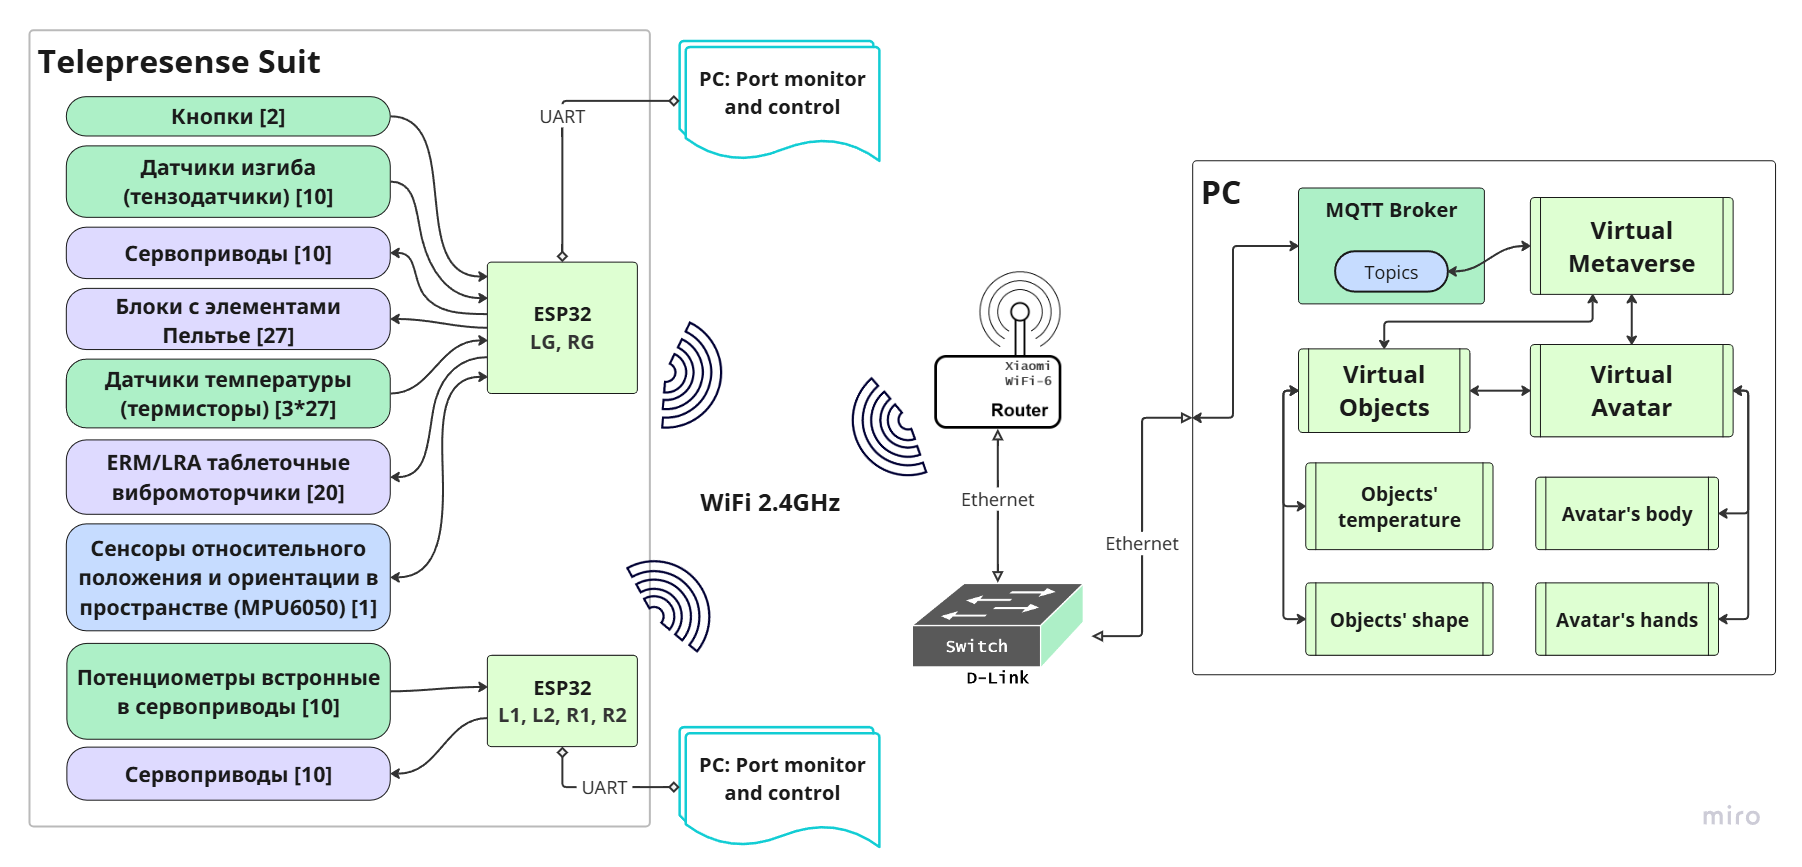 Telepresense Suit
Кнопки [2]
Датчики изгиба
(тензодатчики) [10]
Сервоприводы [10]
Блоки с элементами
Пельтье [27]
Датчики температуры
(термисторы) [3*27]
ERM/LRA таблеточные
вибромоторчики [20]
Сенсоры относительного
положения и ориентации в
пространстве (MPU6050) [1]
Потенциометры встронные
в сервоприводы [10]
Сервоприводы [10]
ESP32
LG, RG
ESP32
L1, L2, R1, R2
UART
PC: Port monitor
and control
UART
PC: Port monitor
and control
WiFi 2.4GHz
Xiaomi
WiFi-6
Router
Ethernet
Switch
D-Link
Ethernet
PC
MQTT Broker
Topics
Virtual
Metaverse
Virtual
Objects
Virtual
Avatar
Objects'
temperature
Avatar's body
Objects' shape
Avatar's hands
miro